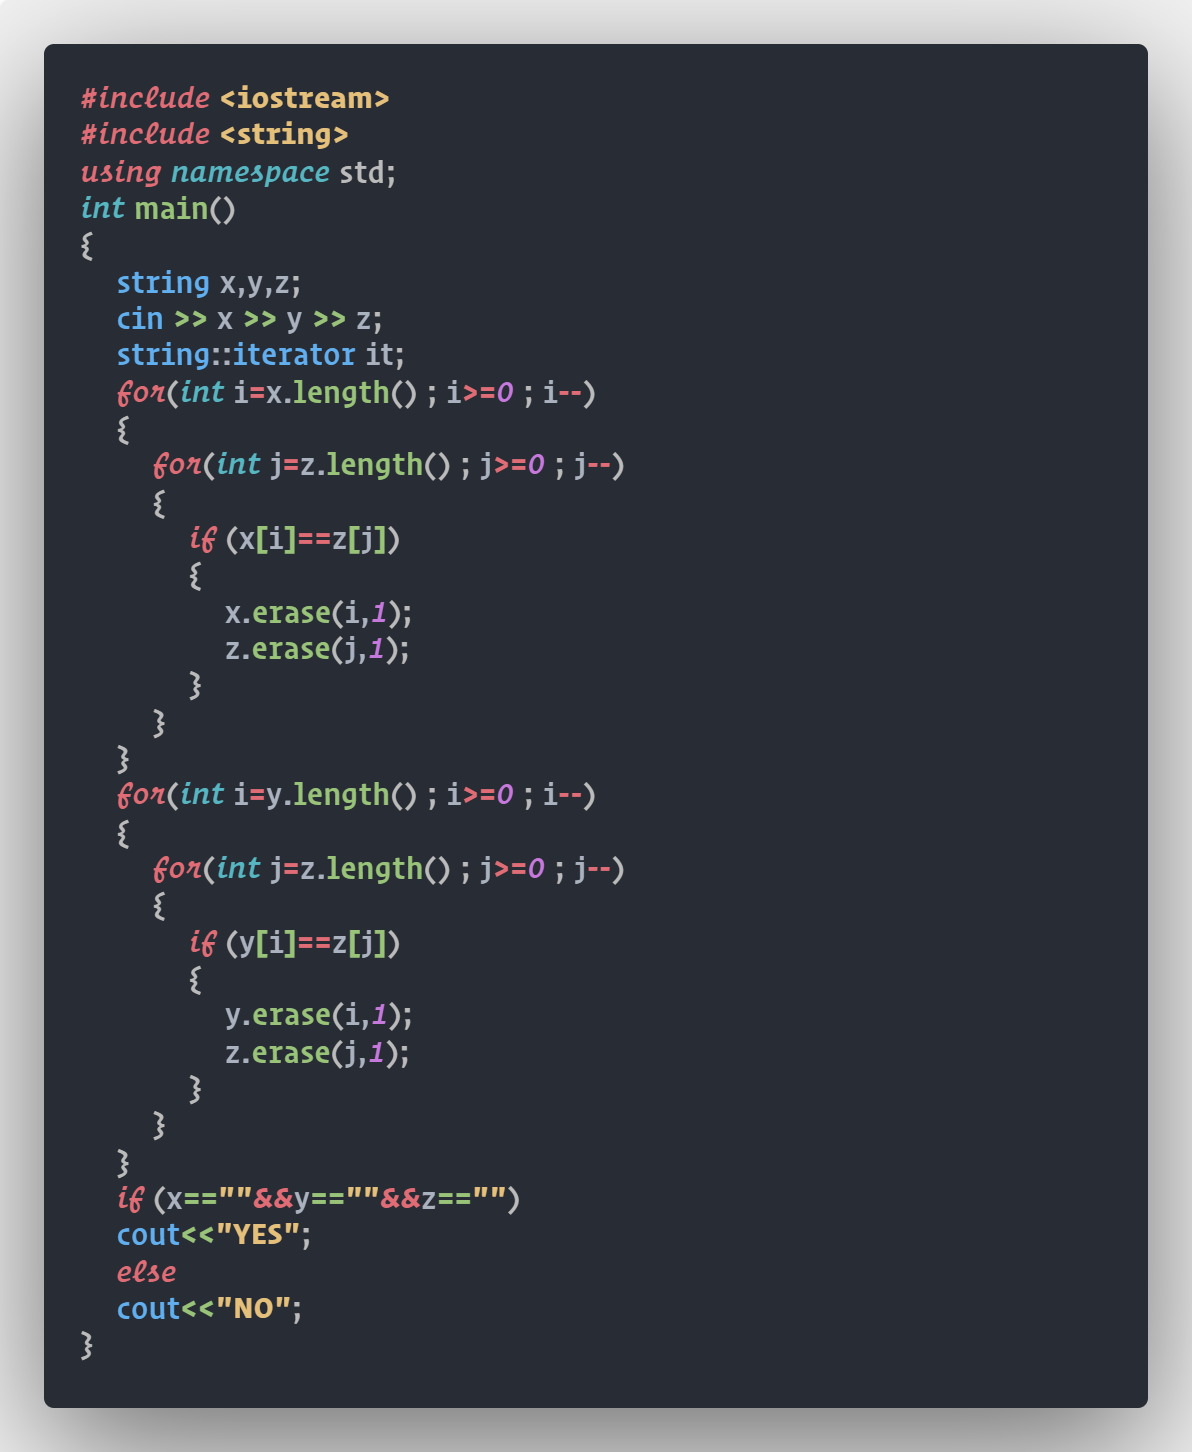 #include <iostream>
#include <string>
using namespace std;
int main()
{
    string x,y,z;
    cin >> x >> y >> z;
    string::iterator it;
    for(int i=x.length() ; i>=0 ; i--)
    {
        for(int j=z.length() ; j>=0 ; j--)
        {
            if (x[i]==z[j])
            {
                x.erase(i,1);
                z.erase(j,1);
            }
        }
    }
    for(int i=y.length() ; i>=0 ; i--)
    {
        for(int j=z.length() ; j>=0 ; j--)
        {
            if (y[i]==z[j])
            {
                y.erase(i,1);
                z.erase(j,1);
            }
        }
    }
    if (x==""&&y==""&&z=="")
    cout<<"YES";
    else
    cout<<"NO";
}